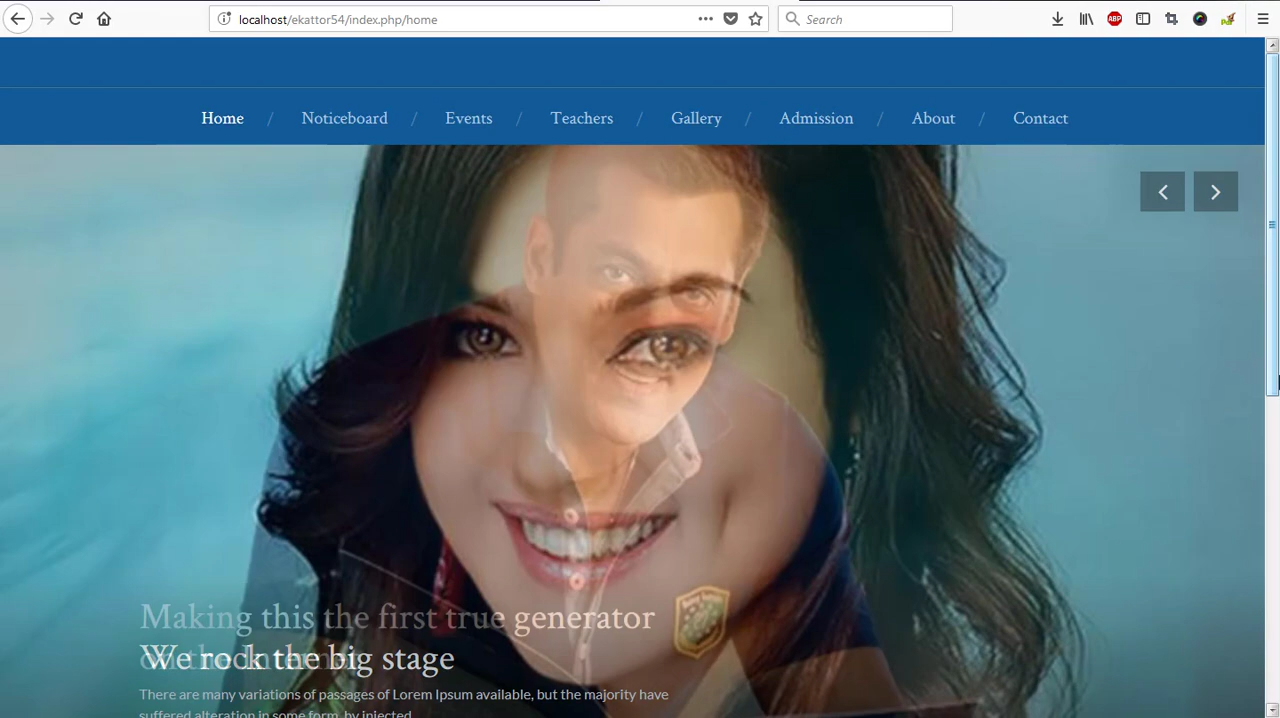 localhost/ekattor54/index.php/home
Search
ABP
Home / Noticeboard / Events / Teachers / Gallery / Admission / About / Contact
Making this the first true generator
We rock the big stage
There are many variations of passages of Lorem Ipsum available, but the majority have
suffered alteration in some form, by injected